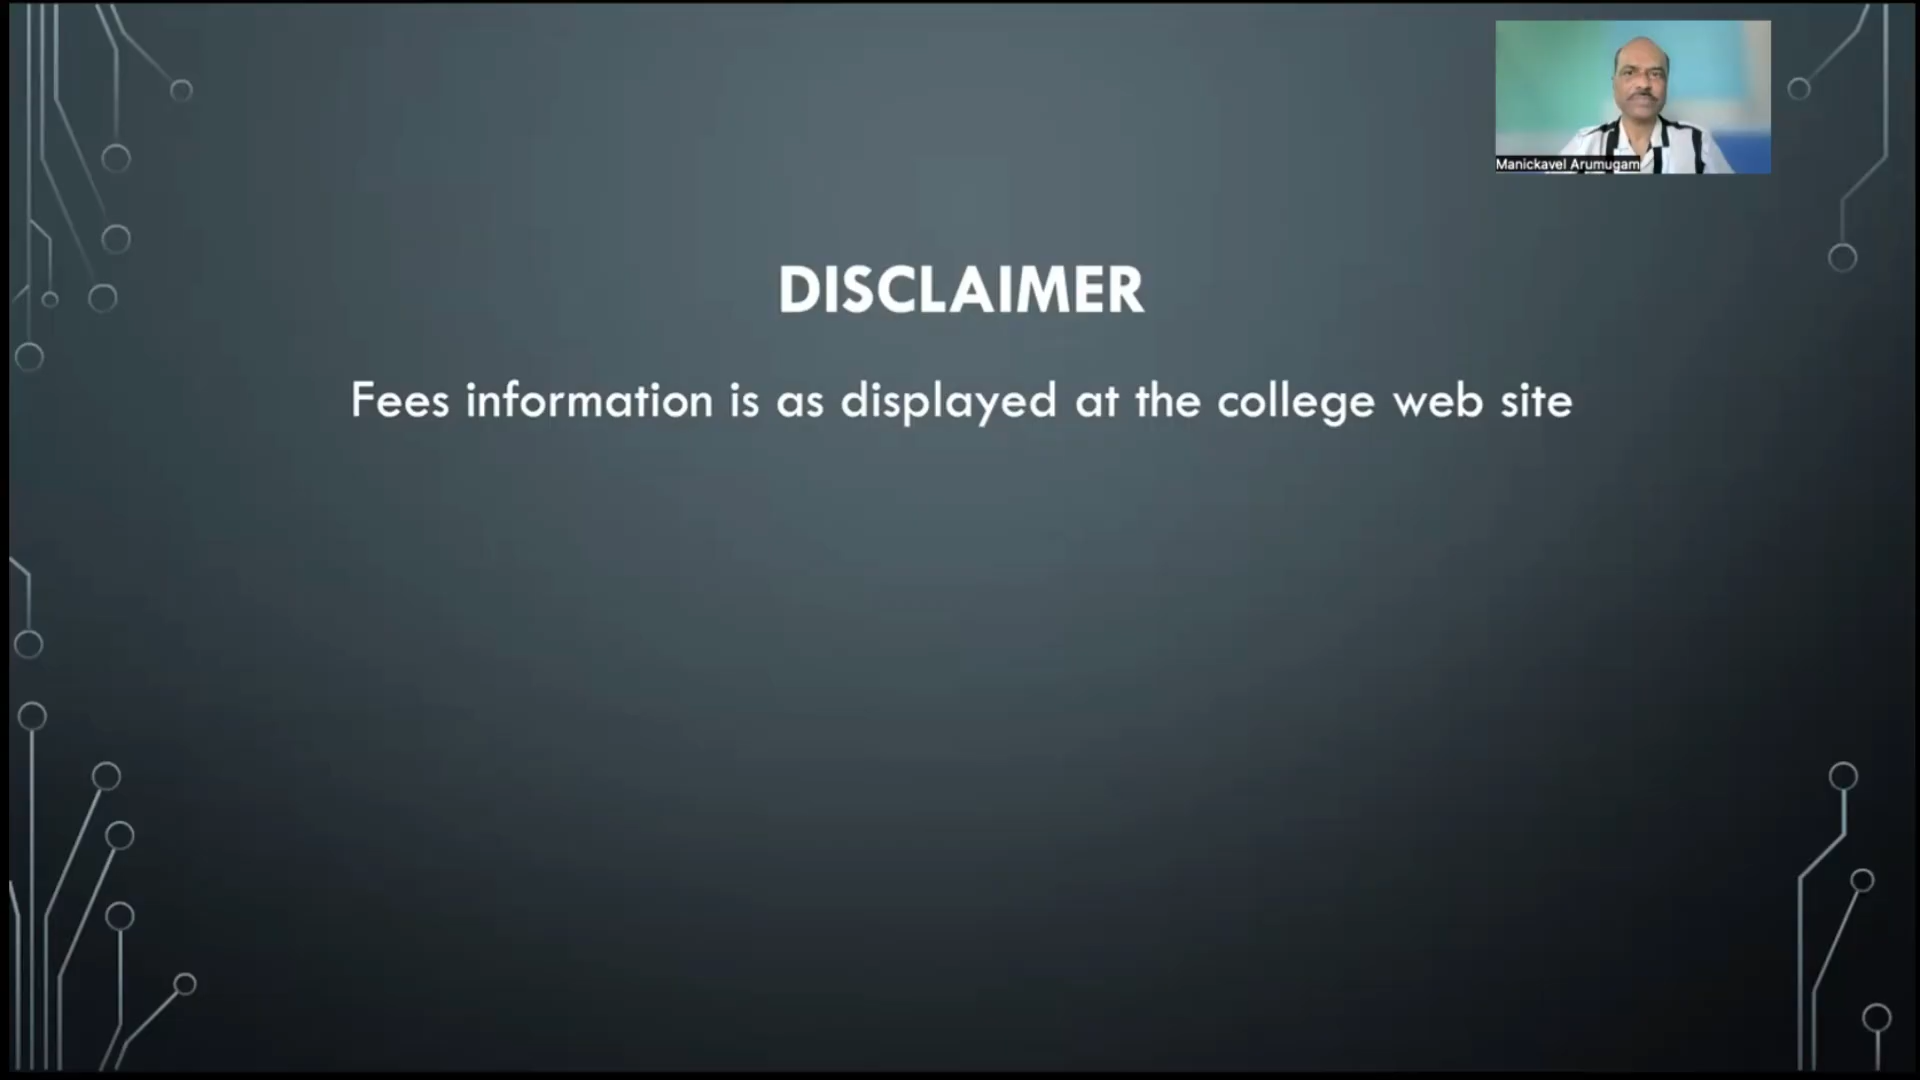 Manickavel Arumugam
DISCLAIMER
Fees information is as displayed at the college web site